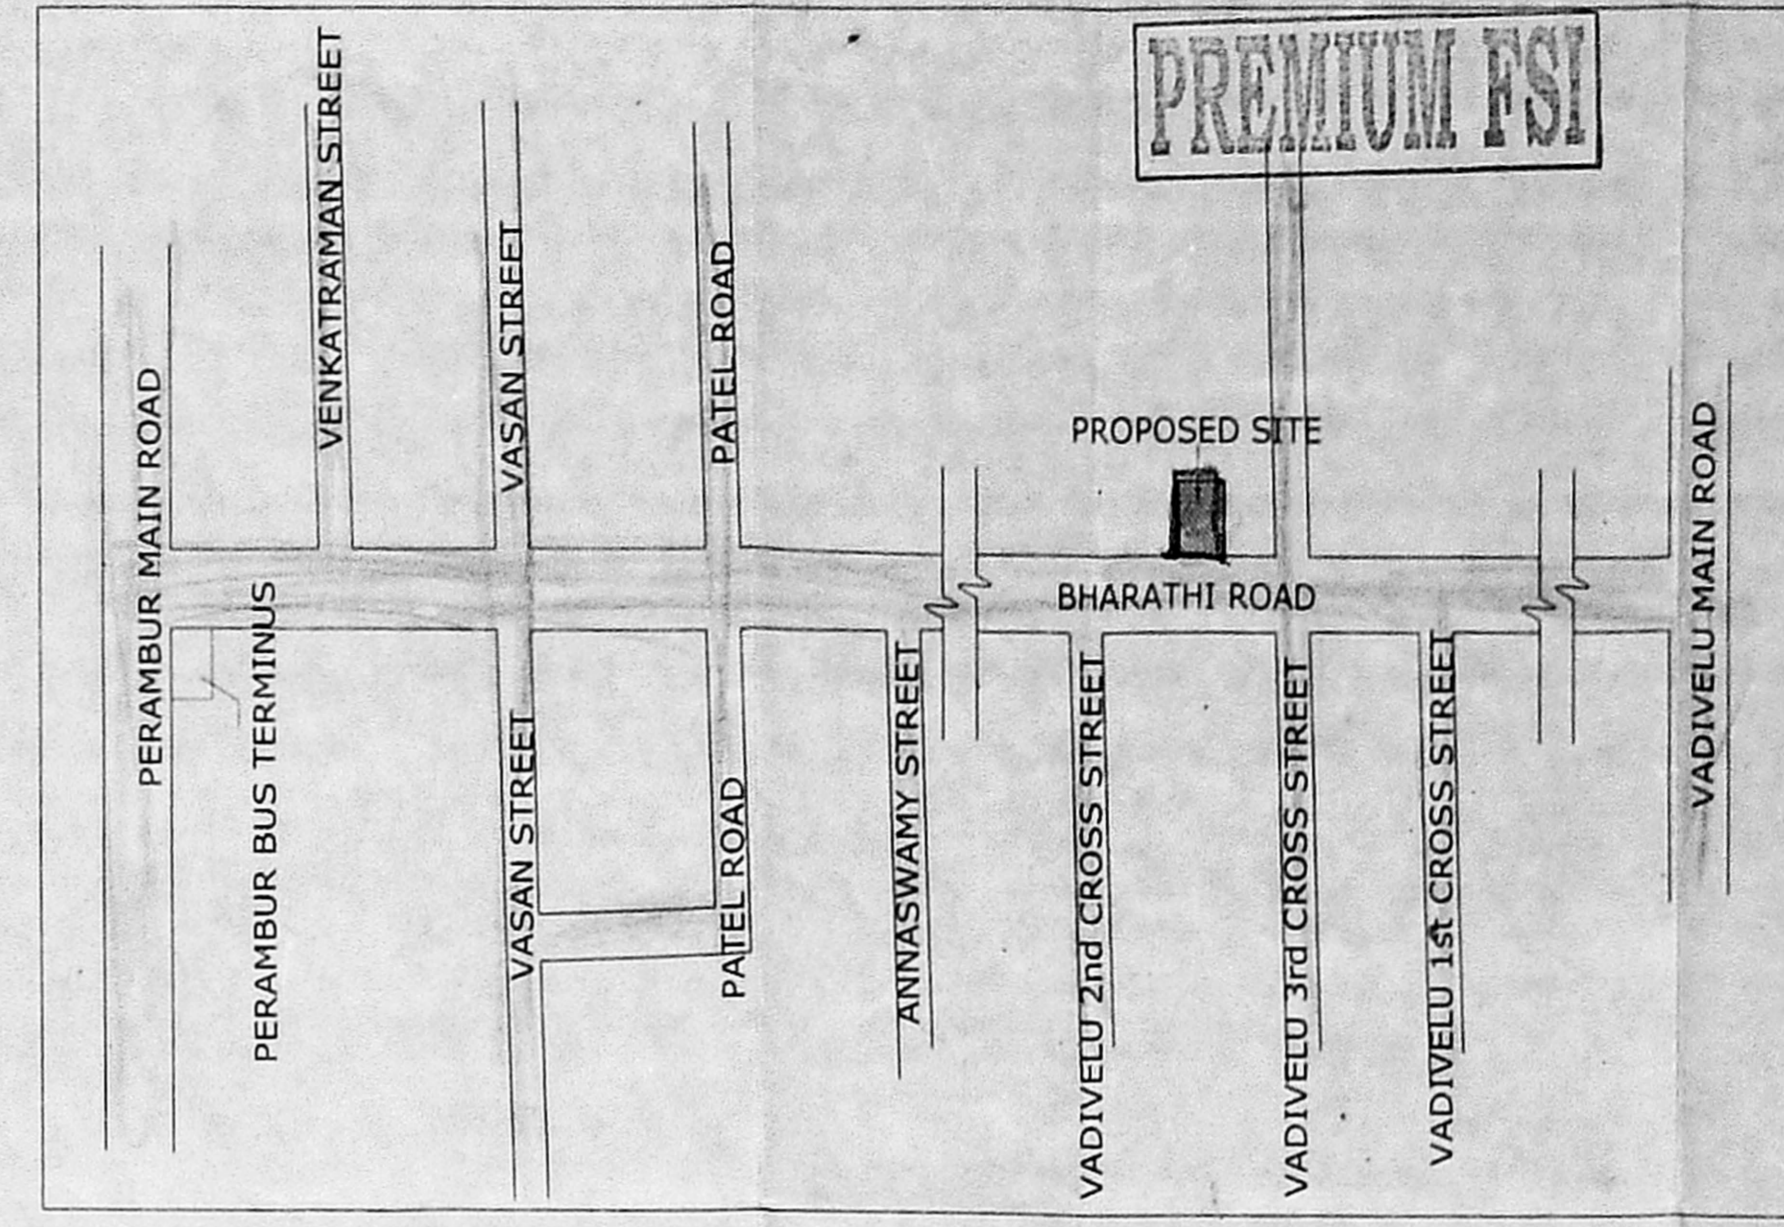 PREMIUM FSI
VENKATRAMAN STREET
VASAN STREET
PATEL ROAD
PERAMBUR MAIN ROAD
PROPOSED SITE
VADIVELU MAIN ROAD
BHARATHI ROAD
PERAMBUR BUS TERMINUS
VASAN STREET
PATEL ROAD
ANNASWAMY STREET
VADIVELU 2nd CROSS STREET
VADIVELU 3rd CROSS STREET
VADIVELU 1st CROSS STREET